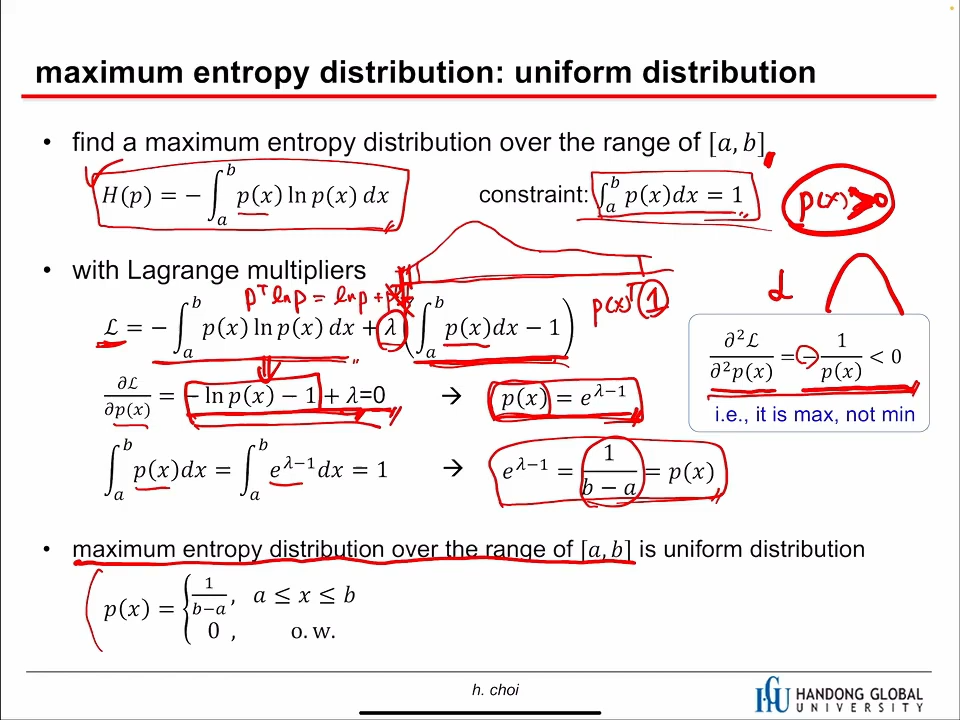 maximum entropy distribution: uniform distribution
• find a maximum entropy distribution over the range of [a, b]
H(p) = − ∫_a^b p(x) ln p(x) dx
constraint: ∫_a^b p(x)dx = 1
p(x) ≥ 0
• with Lagrange multipliers
p^T ln p = ln p +
p(x)^T 1
ℒ = − ∫_a^b p(x) ln p(x) dx + λ ( ∫_a^b p(x)dx − 1 )
∂ℒ/∂p(x) = − ln p(x) − 1 + λ=0 → p(x) = e^{λ−1}
∂²ℒ/∂²p(x) = − 1/p(x) < 0
i.e., it is max, not min
∫_a^b p(x)dx = ∫_a^b e^{λ−1}dx = 1 → e^{λ−1} = 1/(b − a) = p(x)
• maximum entropy distribution over the range of [a, b] is uniform distribution
p(x) = { 1/(b−a), a ≤ x ≤ b
0 , o. w.
h. choi
HANDONG GLOBAL
UNIVERSITY